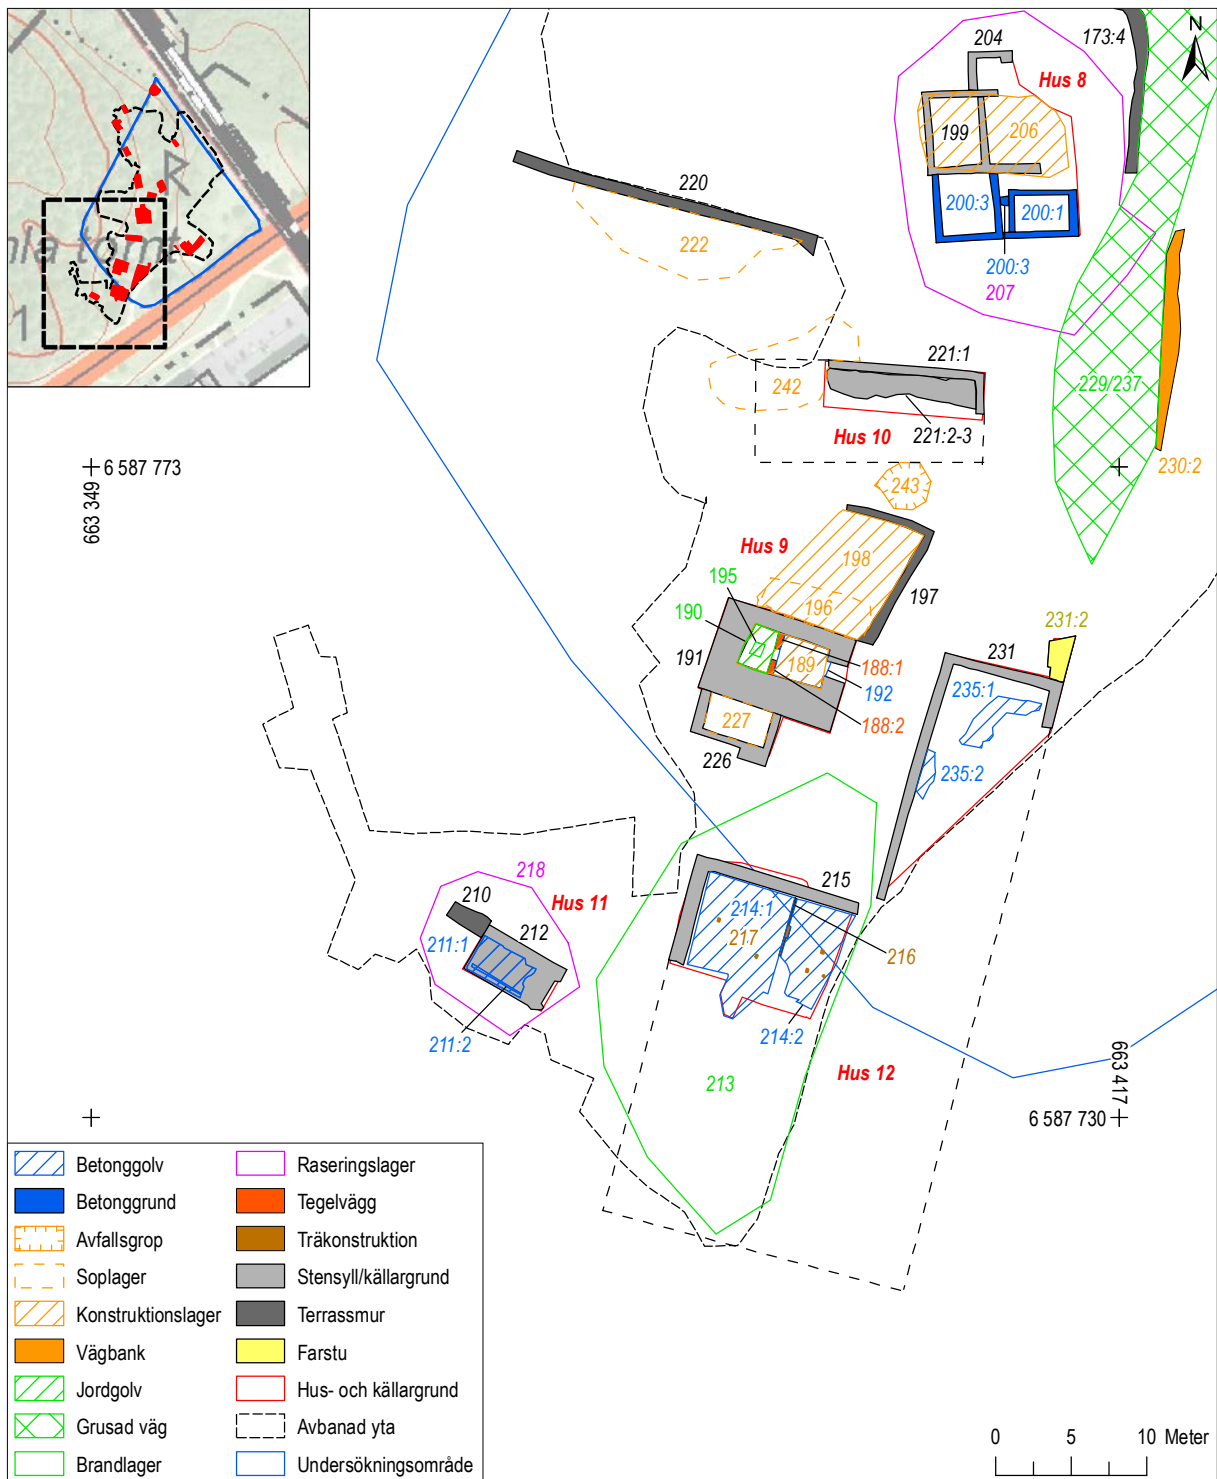 N
204
173:4
Hus 8
199
206
220
200:3
200:1
222
200:3
207
R
mla tomt
1
221:1
229/237
242
221:2-3
Hus 10
6 587 773
663 349
230:2
243
Hus 9
198
195
196
197
190
231:2
191
189
188:1
231
192
235:1
227
188:2
226
235:2
218
215
210
Hus 11
214:1
212
217
211:1
216
211:2
214:2
213
Hus 12
663 417
6 587 730
Betonggolv
Betonggrund
Avfallsgrop
Soplager
Konstruktionslager
Vägbank
Jordgolv
Grusad väg
Brandlager
Raseringslager
Tegelvägg
Träkonstruktion
Stensyll/källargrund
Terrassmur
Farstu
Hus- och källargrund
Avbanad yta
Undersökningsområde
0 5 10 Meter